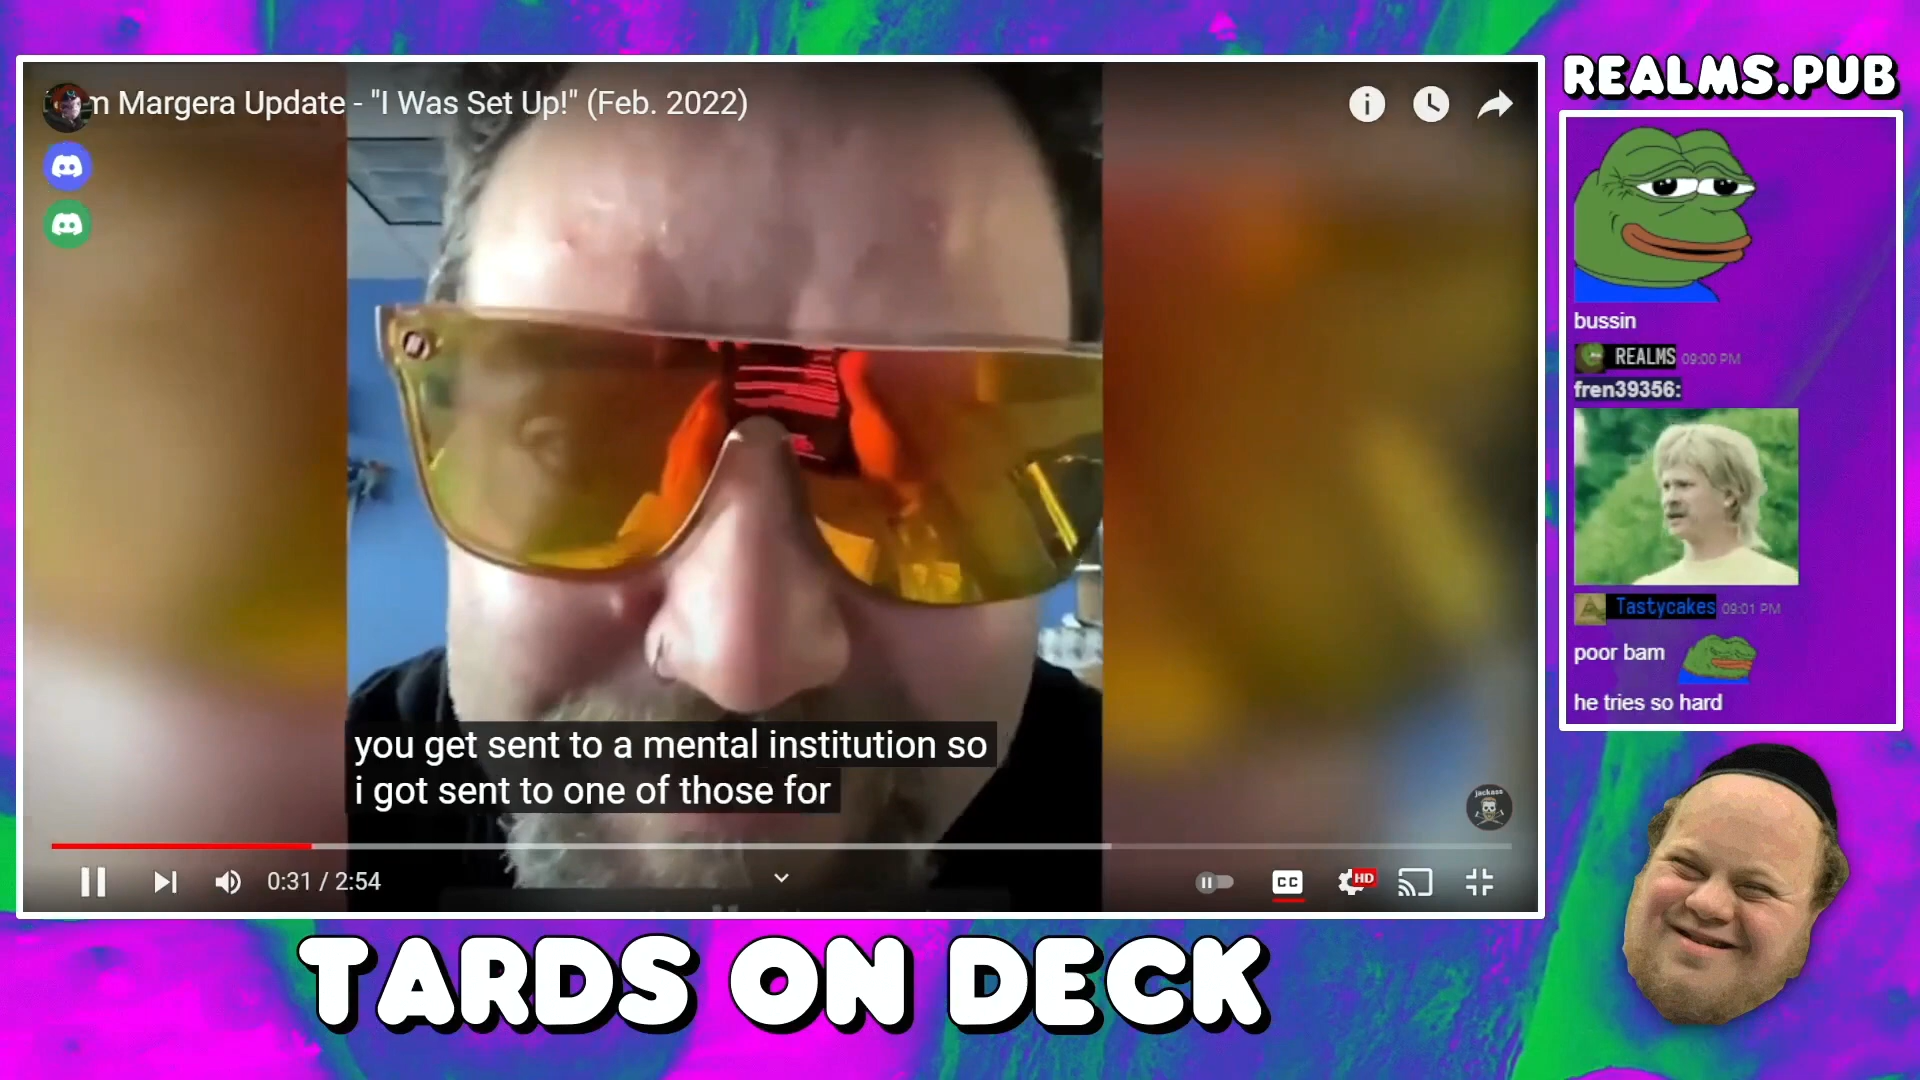 m Margera Update - "I Was Set Up!" (Feb. 2022)
you get sent to a mental institution so
i got sent to one of those for
0:31 / 2:54
CC
HD
jackass
REALMS.PUB
bussin
REALMS 09:00 PM
fren39356:
Tastycakes 09:01 PM
poor bam
he tries so hard
TARDS ON DECK